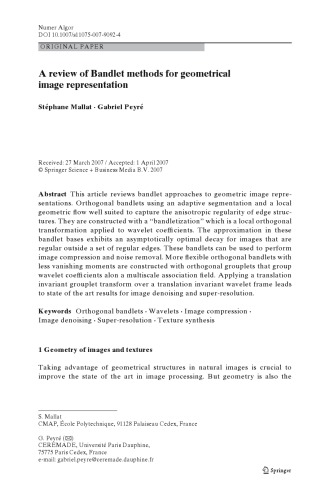 Numer Algor
DOI 10.1007/s11075-007-9092-4
ORIGINAL PAPER
A review of Bandlet methods for geometrical
image representation
Stéphane Mallat · Gabriel Peyré
Received: 27 March 2007 / Accepted: 1 April 2007
© Springer Science + Business Media B.V. 2007
Abstract This article reviews bandlet approaches to geometric image repre-
sentations. Orthogonal bandlets using an adaptive segmentation and a local
geometric flow well suited to capture the anisotropic regularity of edge struc-
tures. They are constructed with a “bandletization” which is a local orthogonal
transformation applied to wavelet coefficients. The approximation in these
bandlet bases exhibits an asymptotically optimal decay for images that are
regular outside a set of regular edges. These bandlets can be used to perform
image compression and noise removal. More flexible orthogonal bandlets with
less vanishing moments are constructed with orthogonal grouplets that group
wavelet coefficients alon a multiscale association field. Applying a translation
invariant grouplet transform over a translation invariant wavelet frame leads
to state of the art results for image denoising and super-resolution.
Keywords Orthogonal bandlets · Wavelets · Image compression ·
Image denoising · Super-resolution · Texture synthesis
1 Geometry of images and textures
Taking advantage of geometrical structures in natural images is crucial to
improve the state of the art in image processing. But geometry is also the
S. Mallat
CMAP, École Polytechnique, 91128 Palaiseau Cedex, France
G. Peyré (✉)
CEREMADE, Université Paris Dauphine,
75775 Paris Cedex, France
e-mail: gabriel.peyre@ceremade.dauphine.fr
Springer